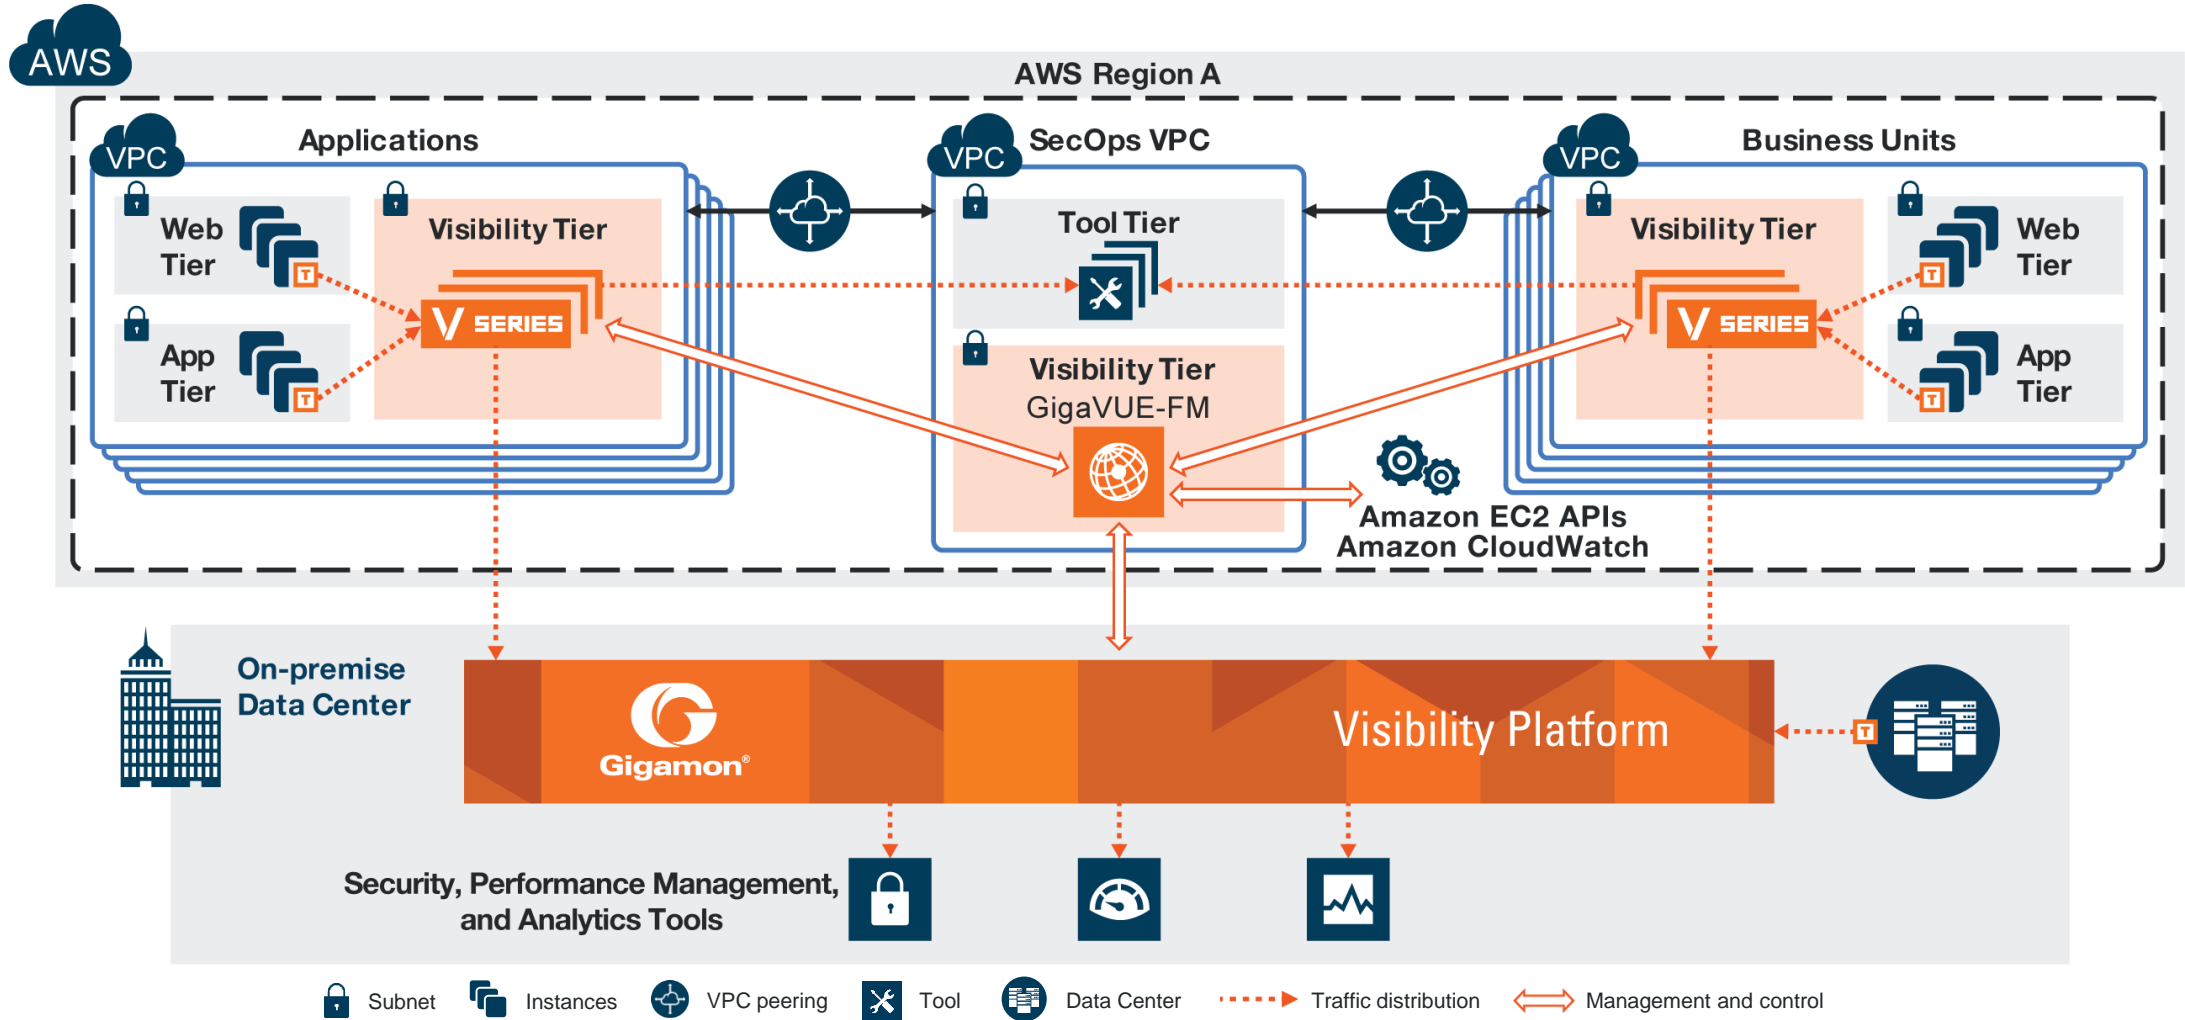 AWS
AWS Region A
VPC
Applications
Web
Tier
T
App
Tier
T
Visibility Tier
V SERIES
VPC
SecOps VPC
Tool Tier
Visibility Tier
GigaVUE-FM
Amazon EC2 APIs
Amazon CloudWatch
VPC
Business Units
Visibility Tier
V SERIES
Web
Tier
T
App
Tier
T
On-premise
Data Center
Gigamon®
Visibility Platform
T
Security, Performance Management,
and Analytics Tools
Subnet
Instances
VPC peering
Tool
Data Center
Traffic distribution
Management and control